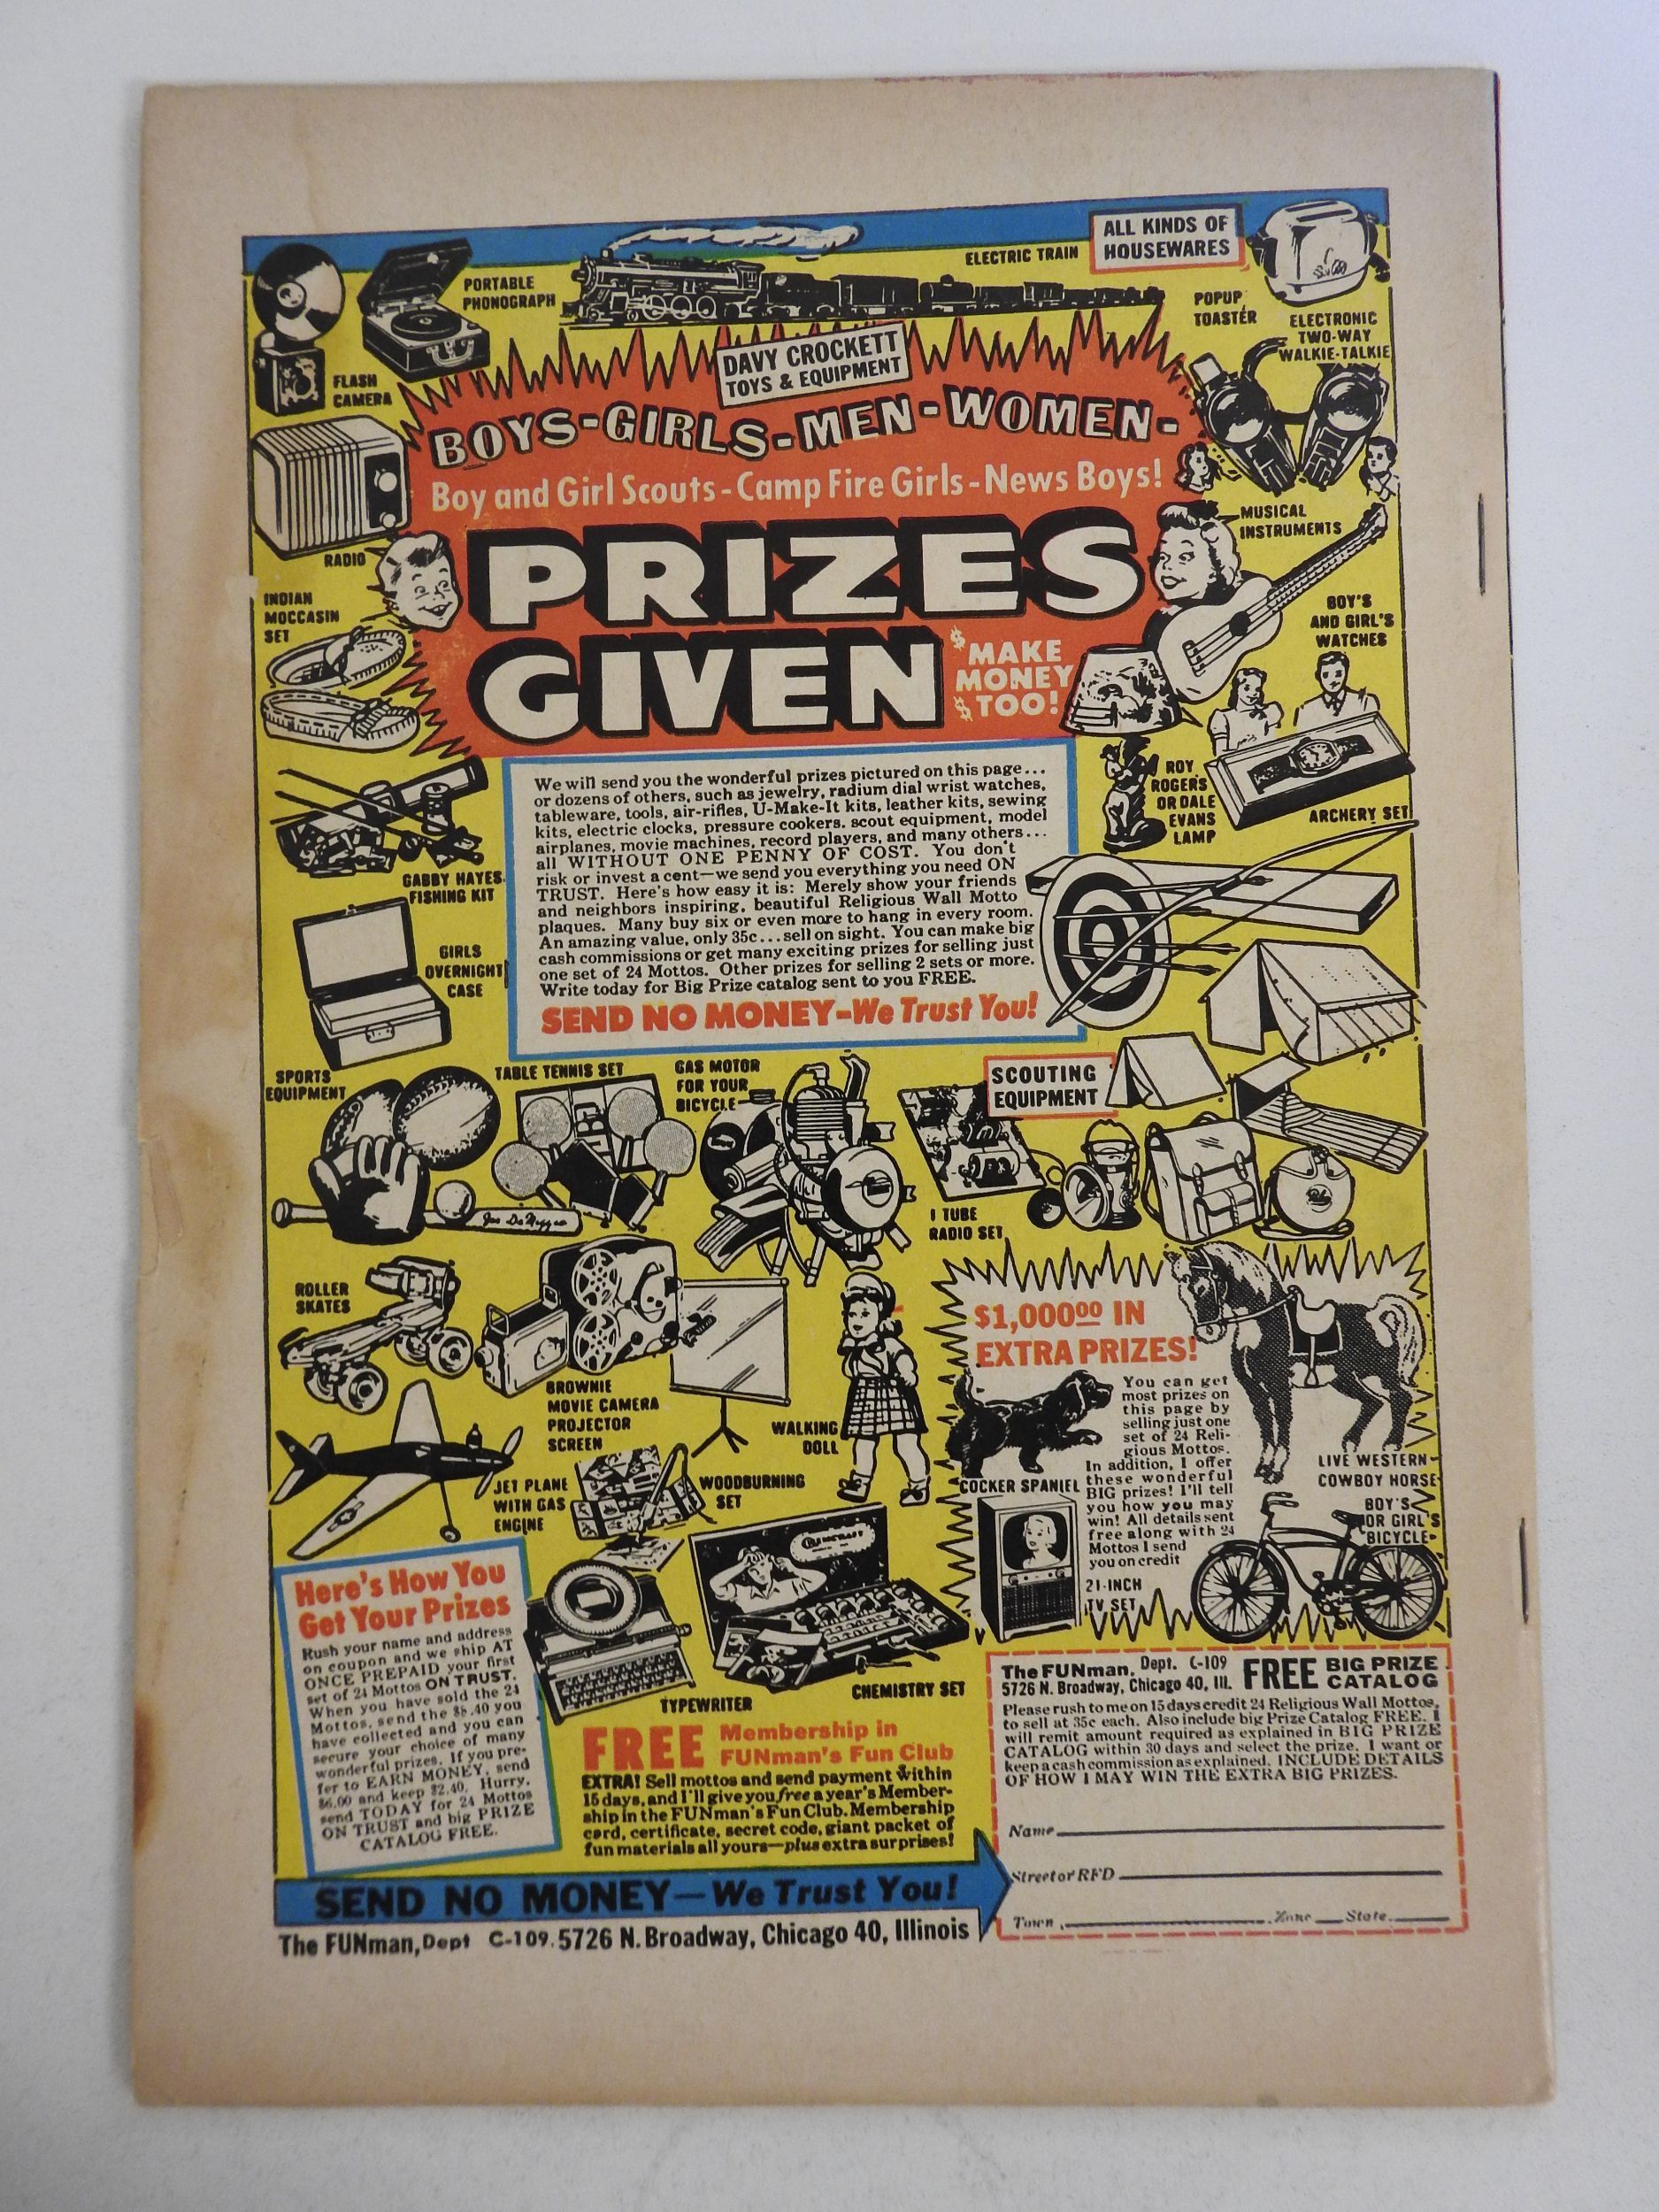 ALL KINDS OF
HOUSEWARES
ELECTRIC TRAIN
PORTABLE
PHONOGRAPH
POPUP
TOASTER
ELECTRONIC
TWO-WAY
WALKIE-TALKIE
FLASH
CAMERA
DAVY CROCKETT
TOYS & EQUIPMENT
BOYS-GIRLS-MEN-WOMEN-
Boy and Girl Scouts-Camp Fire Girls-News Boys!
RADIO
MUSICAL
INSTRUMENTS
PRIZES
GIVEN
$MAKE
MONEY
$TOO!
INDIAN
MOCCASIN
SET
BOY'S
AND GIRL'S
WATCHES
ROY
ROGERS
OR DALE
EVANS
LAMP
ARCHERY SET
We will send you the wonderful prizes pictured on this page...
or dozens of others, such as jewelry, radium dial wrist watches,
tableware, tools, air-rifles, U-Make-It kits, leather kits, sewing
kits, electric clocks, pressure cookers, scout equipment, model
airplanes, movie machines, record players, and many others...
all WITHOUT ONE PENNY OF COST. You don't
risk or invest a cent—we send you everything you need ON
TRUST. Here's how easy it is: Merely show your friends
and neighbors inspiring, beautiful Religious Wall Motto
plaques. Many buy six or even more to hang in every room.
An amazing value, only 35c...sell on sight. You can make big
cash commissions or get many exciting prizes for selling just
one set of 24 Mottos. Other prizes for selling 2 sets or more.
Write today for Big Prize catalog sent to you FREE.
SEND NO MONEY-We Trust You!
GABBY HAYES
FISHING KIT
GIRLS
OVERNIGHT
CASE
SPORTS
EQUIPMENT
TABLE TENNIS SET
GAS MOTOR
FOR YOUR
BICYCLE
SCOUTING
EQUIPMENT
1 TUBE
RADIO SET
ROLLER
SKATES
BROWNIE
MOVIE CAMERA
PROJECTOR
SCREEN
WALKING
DOLL
JET PLANE
WITH GAS
ENGINE
WOODBURNING
SET
$1,000⁰⁰ IN
EXTRA PRIZES!
You can get
most prizes on
this page by
selling just one
set of 24 Reli-
gious Mottos.
In addition, I offer
these wonderful
BIG prizes! I'll tell
you how you may
win! All details sent
free along with 24
Mottos I send
you on credit
COCKER SPANIEL
LIVE WESTERN
COWBOY HORSE
BOY'S
OR GIRL'S
BICYCLE
21-INCH
TV SET
TYPEWRITER
CHEMISTRY SET
Here's How You
Get Your Prizes
Rush your name and address
on coupon and we ship AT
ONCE PREPAID your first
set of 24 Mottos ON TRUST.
When you have sold the 24
Mottos, send the $8.40 you
have collected and you can
secure your choice of many
wonderful prizes. If you pre-
fer to EARN MONEY, send
$6.00 and keep $2.40. Hurry,
send TODAY for 24 Mottos
ON TRUST and big PRIZE
CATALOG FREE.
FREE Membership in
FUNman's Fun Club
EXTRA! Sell mottos and send payment within
15 days, and I'll give you free a year's Member-
ship in the FUNman's Fun Club. Membership
card, certificate, secret code, giant packet of
fun materials all yours—plus extra surprises!
SEND NO MONEY—We Trust You!
The FUNman, Dept C-109, 5726 N. Broadway, Chicago 40, Illinois
The FUNman, Dept. C-109
5726 N. Broadway, Chicago 40, Ill.
FREE BIG PRIZE
CATALOG
Please rush to me on 15 days credit 24 Religious Wall Mottos,
to sell at 35c each. Also include big Prize Catalog FREE. I
will remit amount required as explained in BIG PRIZE
CATALOG within 30 days and select the prize. I want or
keep a cash commission as explained. INCLUDE DETAILS
OF HOW I MAY WIN THE EXTRA BIG PRIZES.
Name
Street or RFD
Town Zone State